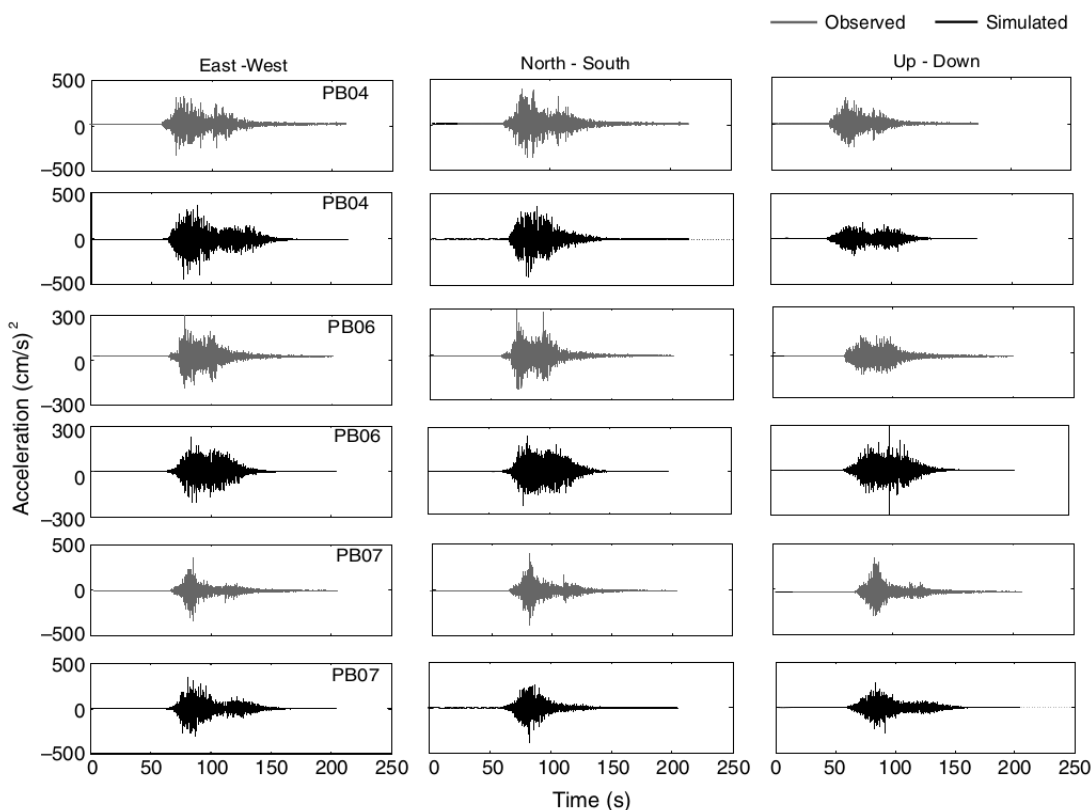 Observed Simulated
East -West North - South Up - Down
500
0
–500
PB04
500
0
–500
PB04
300
0
–300
PB06
300
0
–300
PB06
500
0
–500
PB07
500
0
–500
PB07
Acceleration (cm/s)²
0 50 100 150 200 250 0 50 100 150 200 250 0 50 100 150 200 250
Time (s)